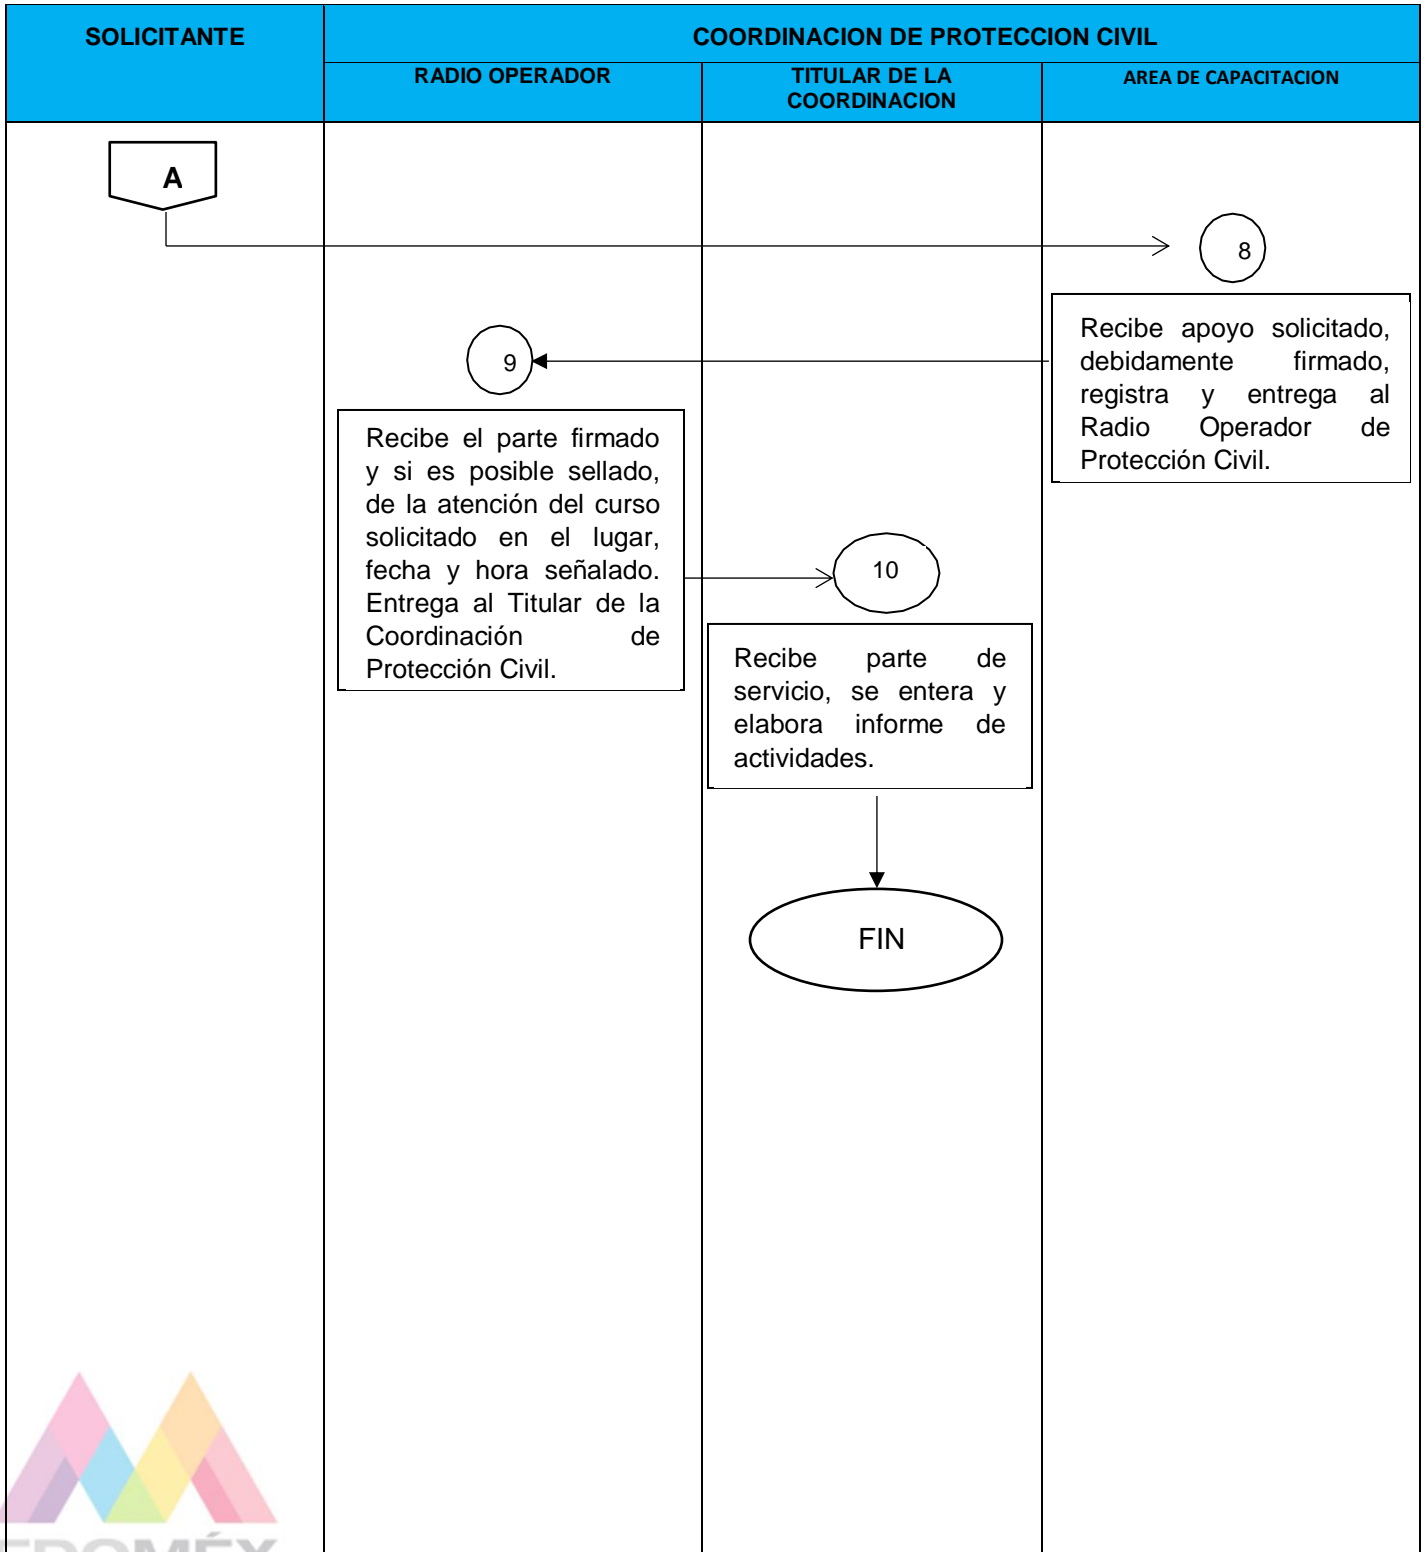 SOLICITANTE
COORDINACION DE PROTECCION CIVIL
RADIO OPERADOR
TITULAR DE LA
COORDINACION
AREA DE CAPACITACION
A
8
Recibe apoyo solicitado,
debidamente firmado,
registra y entrega al
Radio Operador de
Protección Civil.
9
Recibe el parte firmado
y si es posible sellado,
de la atención del curso
solicitado en el lugar,
fecha y hora señalado.
Entrega al Titular de la
Coordinación de
Protección Civil.
10
Recibe parte de
servicio, se entera y
elabora informe de
actividades.
FIN